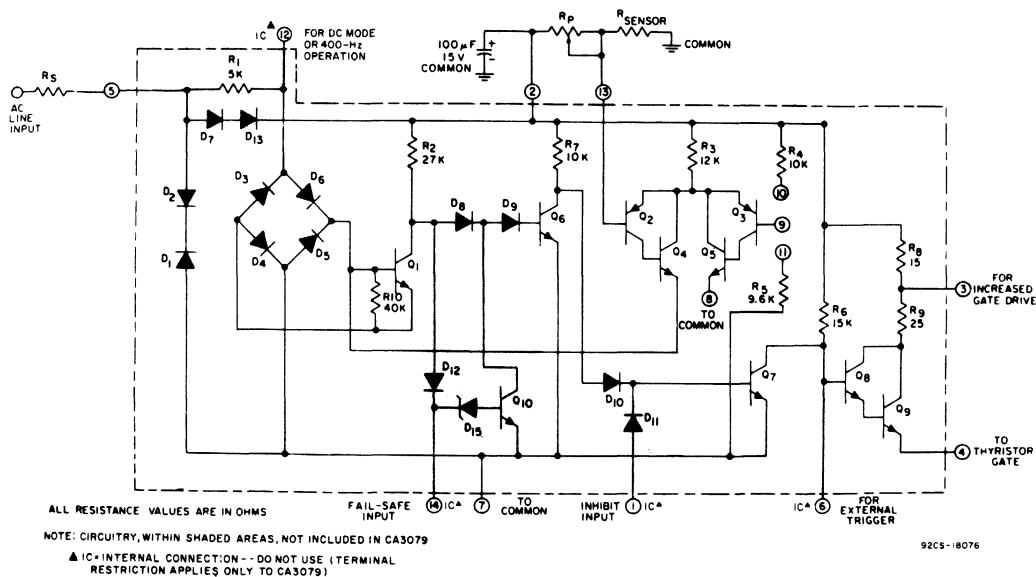 IC▲ 12 FOR DC MODE
OR 400-Hz
OPERATION
100 μF
15 V
COMMON
RP
RSENSOR
COMMON
RS
AC
LINE
INPUT
5
R1
5K
2
13
D7
D13
R2
27K
R7
10K
R3
12K
R4
10K
10
D2
D3
D6
D8
D9
Q6
Q2
Q3
9
D1
D4
D5
Q1
Q4
Q5
11
R10
40K
8
TO
COMMON
R5
9.6K
R6
15K
R8
15
3
FOR
INCREASED
GATE DRIVE
R9
25
D12
D15
Q10
D10
D11
Q7
Q8
Q9
4
TO
THYRISTOR
GATE
ALL RESISTANCE VALUES ARE IN OHMS
FAIL-SAFE
INPUT
14 IC▲
7
TO
COMMON
INHIBIT
INPUT
1 IC▲
IC▲ 6
FOR
EXTERNAL
TRIGGER
NOTE: CIRCUITRY, WITHIN SHADED AREAS, NOT INCLUDED IN CA3079
▲ IC = INTERNAL CONNECTION -- DO NOT USE (TERMINAL
RESTRICTION APPLIES ONLY TO CA3079)
92CS-18076